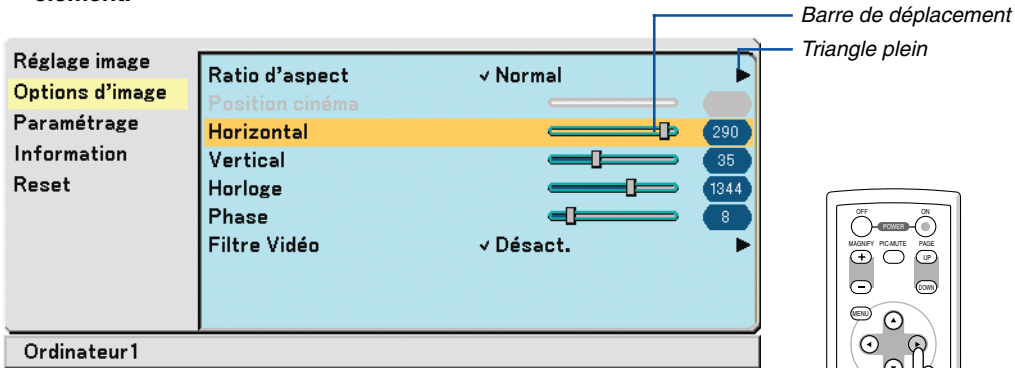 Barre de déplacement
Triangle plein
Réglage image
Options d'image
Paramétrage
Information
Reset
Ratio d'aspect ✓ Normal ▶
Position cinéma
Horizontal 290
Vertical 35
Horloge 1344
Phase 8
Filtre Vidéo ✓ Désact. ▶
Ordinateur1
OFF ON
POWER
MAGNIFY PIC-MUTE PAGE
UP
DOWN
MENU